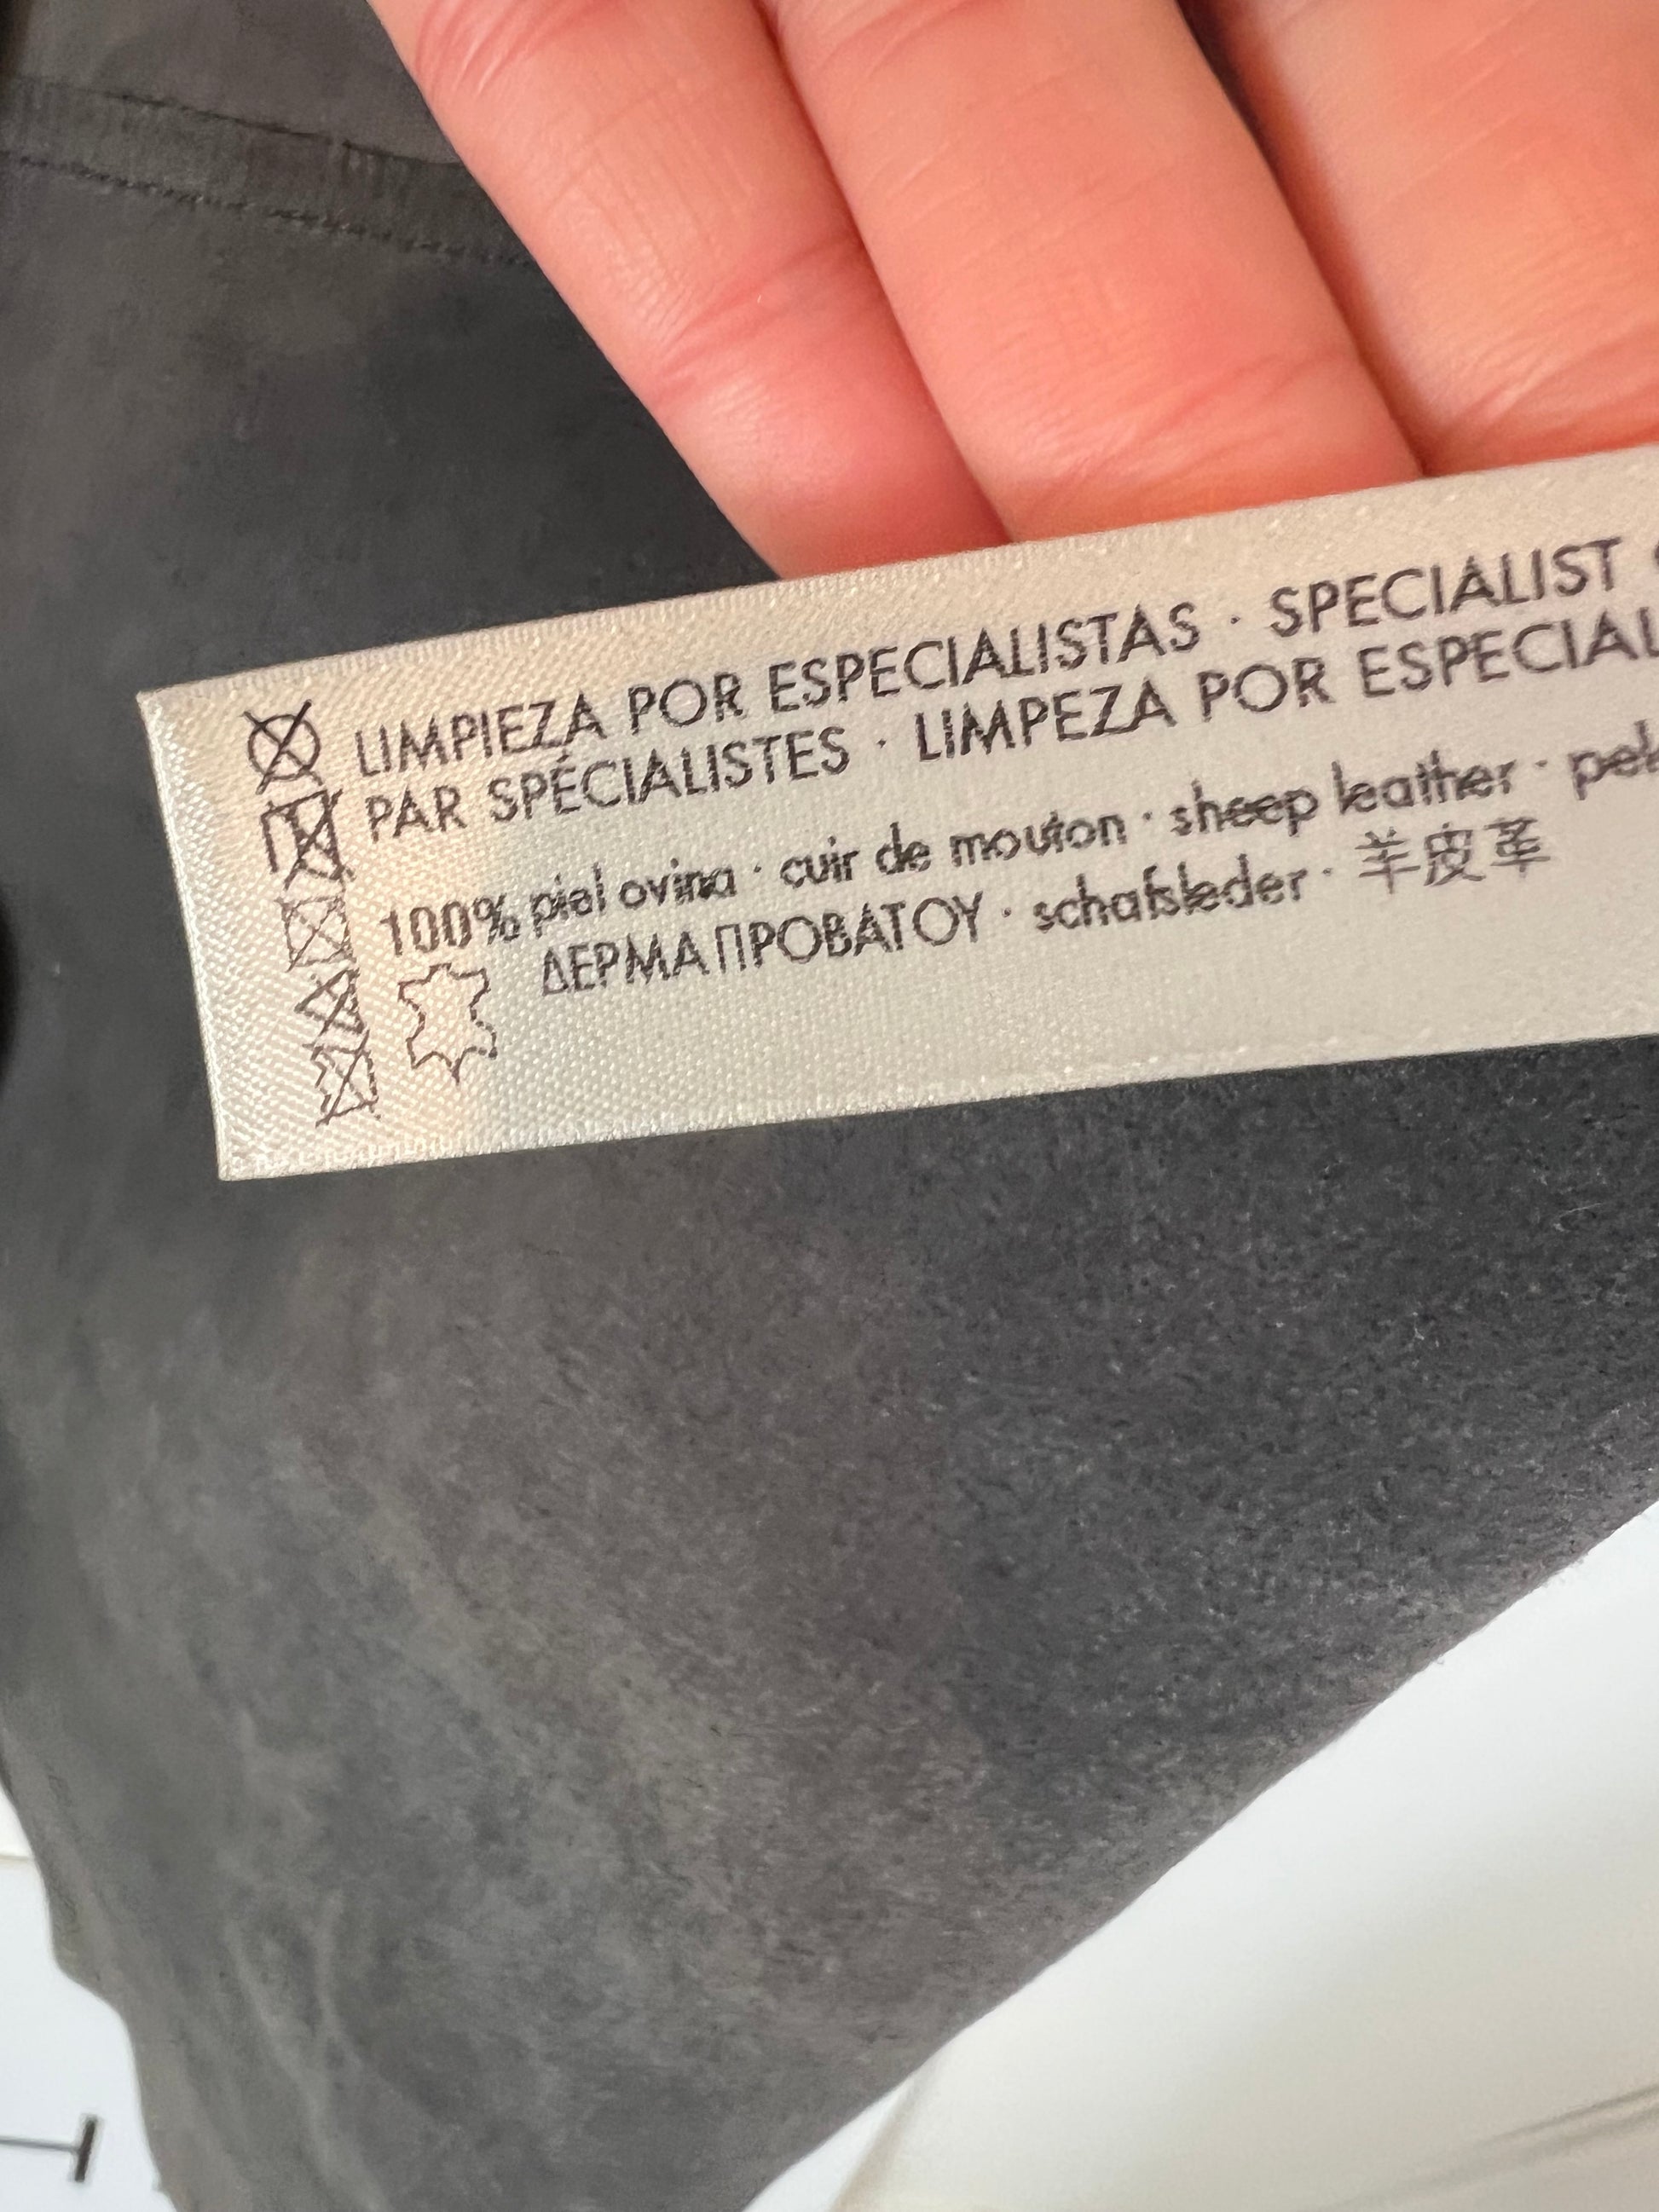 LIMPIEZA POR ESPECIALISTAS · SPECIALIST
PAR SPÉCIALISTES · LIMPEZA POR
100% piel ovina · cuir de mouton · sheep leather ·
ΔΕΡΜΑ ΠΡΟΒΑΤΟΥ · schafsleder · 羊皮革